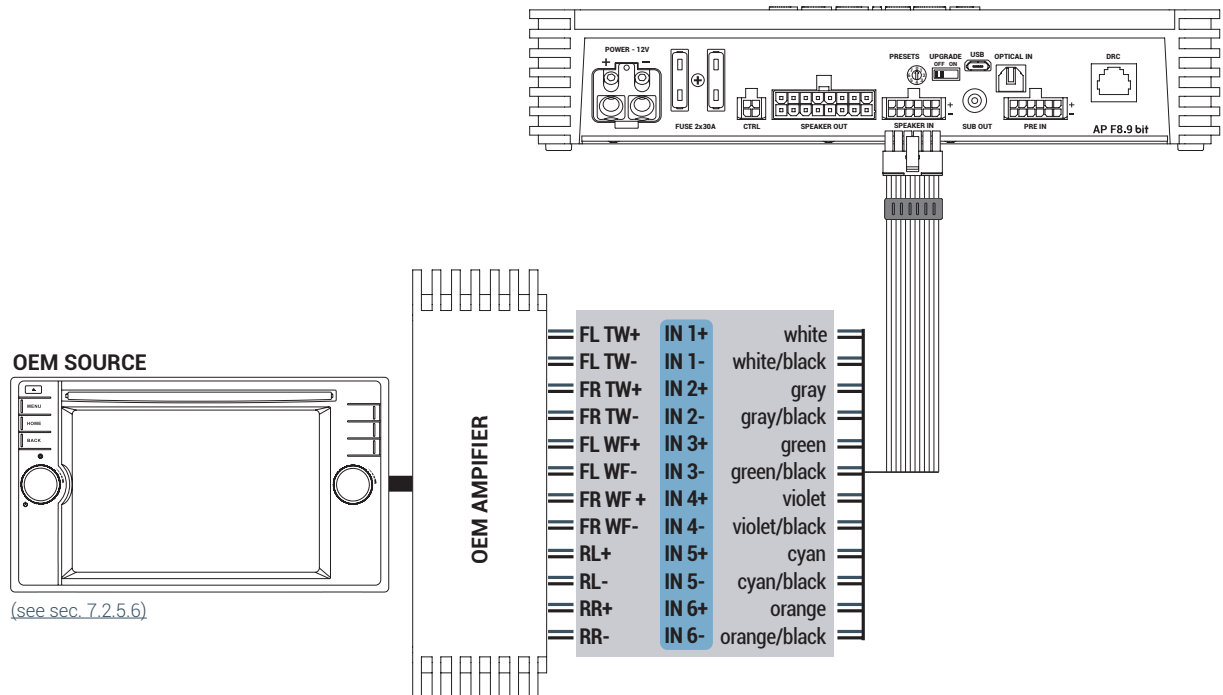 POWER - 12V
+ -
FUSE 2x30A
CTRL
SPEAKER OUT
PRESETS
UPGRADE
OFF ON
USB
OPTICAL IN
DRC
SPEAKER IN
+
-
SUB OUT
PRE IN
+
-
AP F8.9 bit
OEM SOURCE
MENU
HOME
BACK
(see sec. 7.2.5.6)
OEM AMPIFIER
FL TW+ IN 1+ white
FL TW- IN 1- white/black
FR TW+ IN 2+ gray
FR TW- IN 2- gray/black
FL WF+ IN 3+ green
FL WF- IN 3- green/black
FR WF + IN 4+ violet
FR WF- IN 4- violet/black
RL+ IN 5+ cyan
RL- IN 5- cyan/black
RR+ IN 6+ orange
RR- IN 6- orange/black